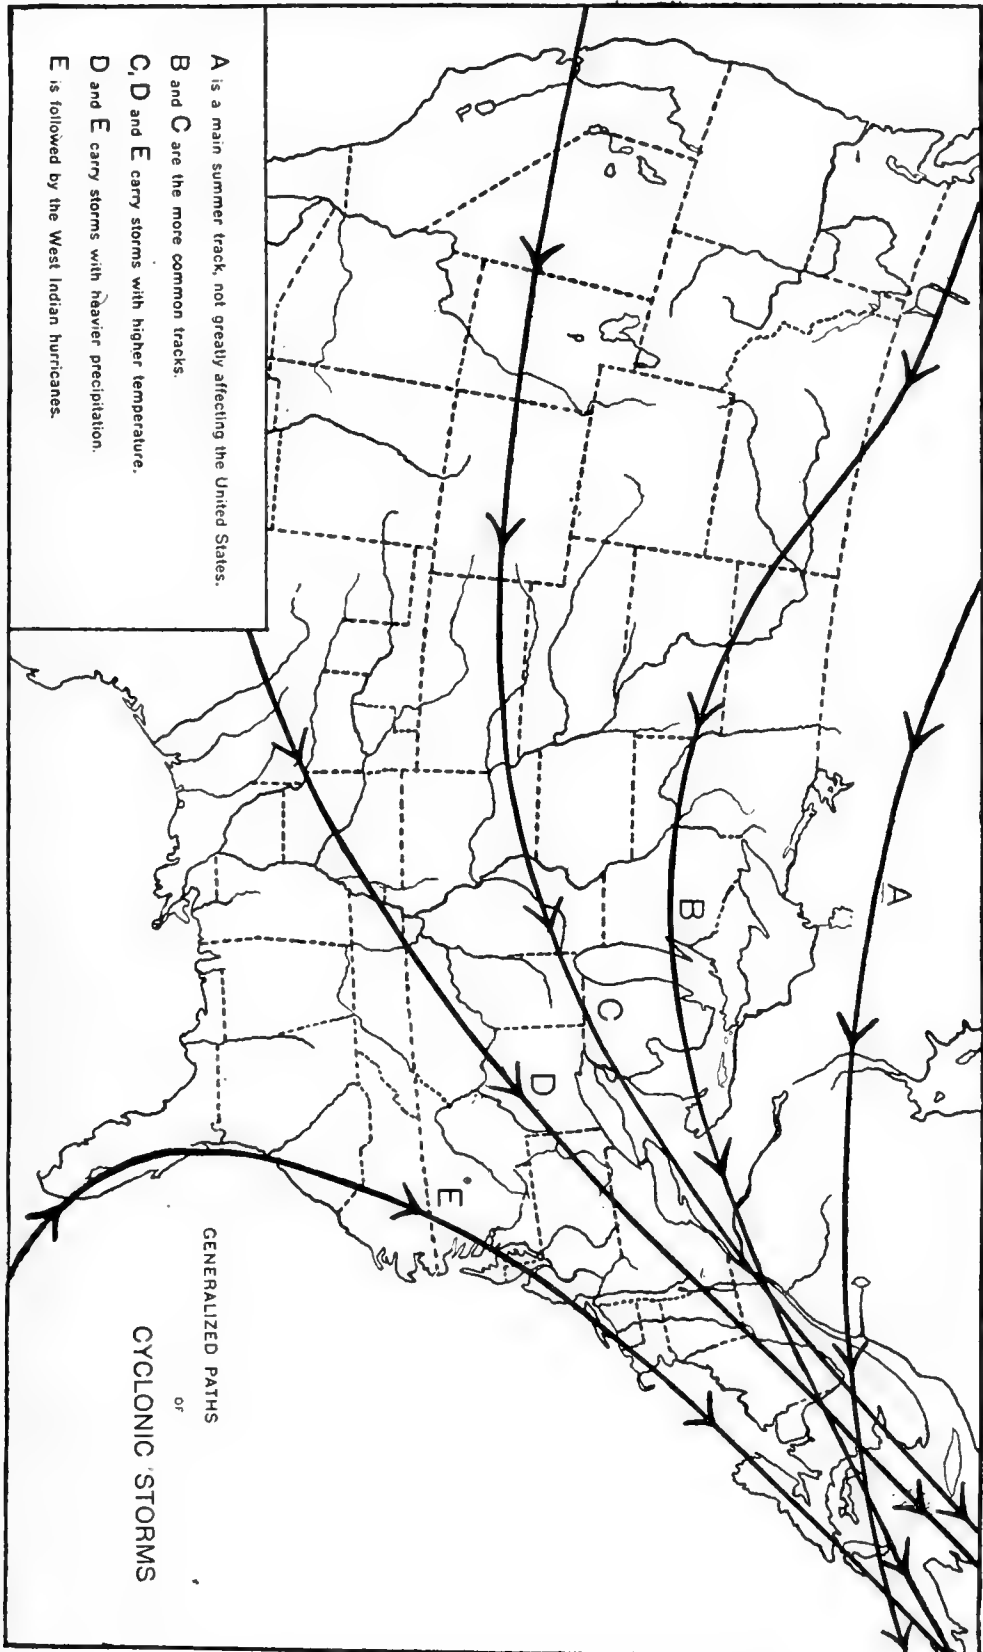 A is a main summer track, not greatly affecting the United States.
B and C are the more common tracks.
C, D and E carry storms with higher temperature.
D and E carry storms with heavier precipitation.
E is followed by the West Indian hurricanes.
A
B
C
D
E
GENERALIZED PATHS
OF
CYCLONIC STORMS